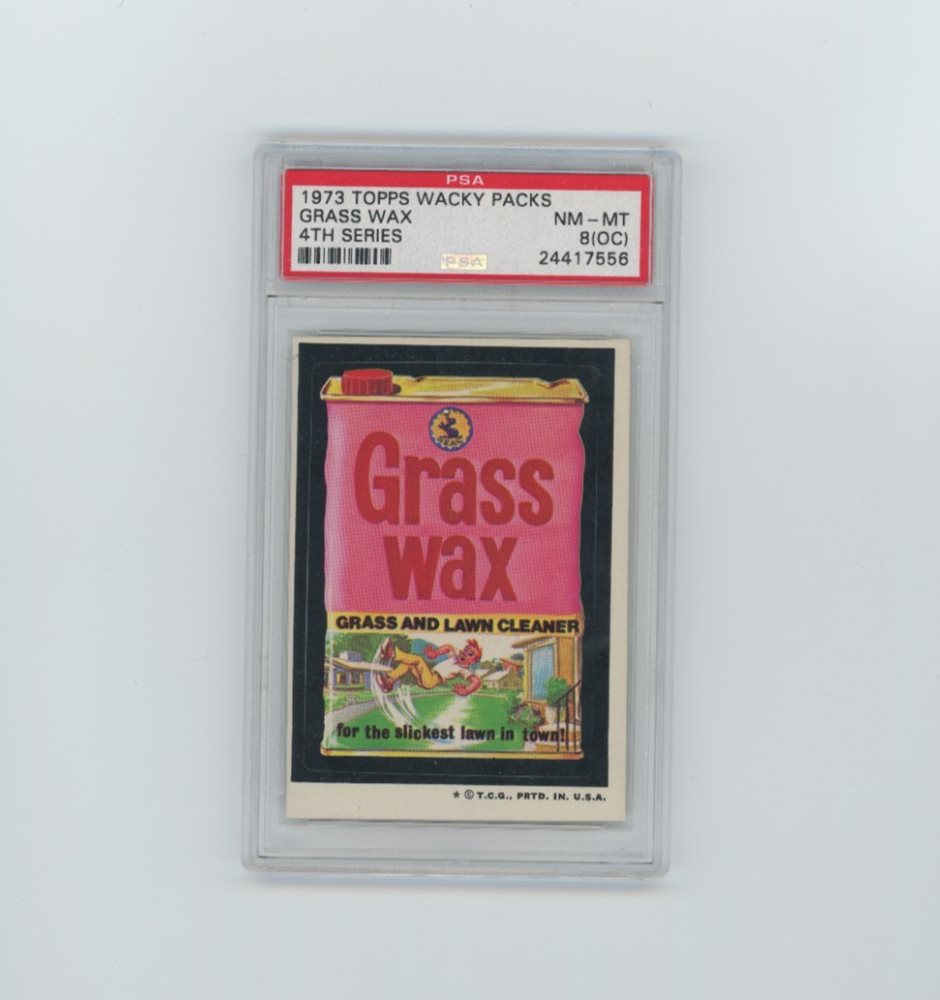 PSA
1973 TOPPS WACKY PACKS
GRASS WAX NM – MT
4TH SERIES 8(OC)
PSA 24417556
Grass
wax
GRASS AND LAWN CLEANER
for the slickest lawn in town!
★ © T.C.G., PRTD. IN. U.S.A.